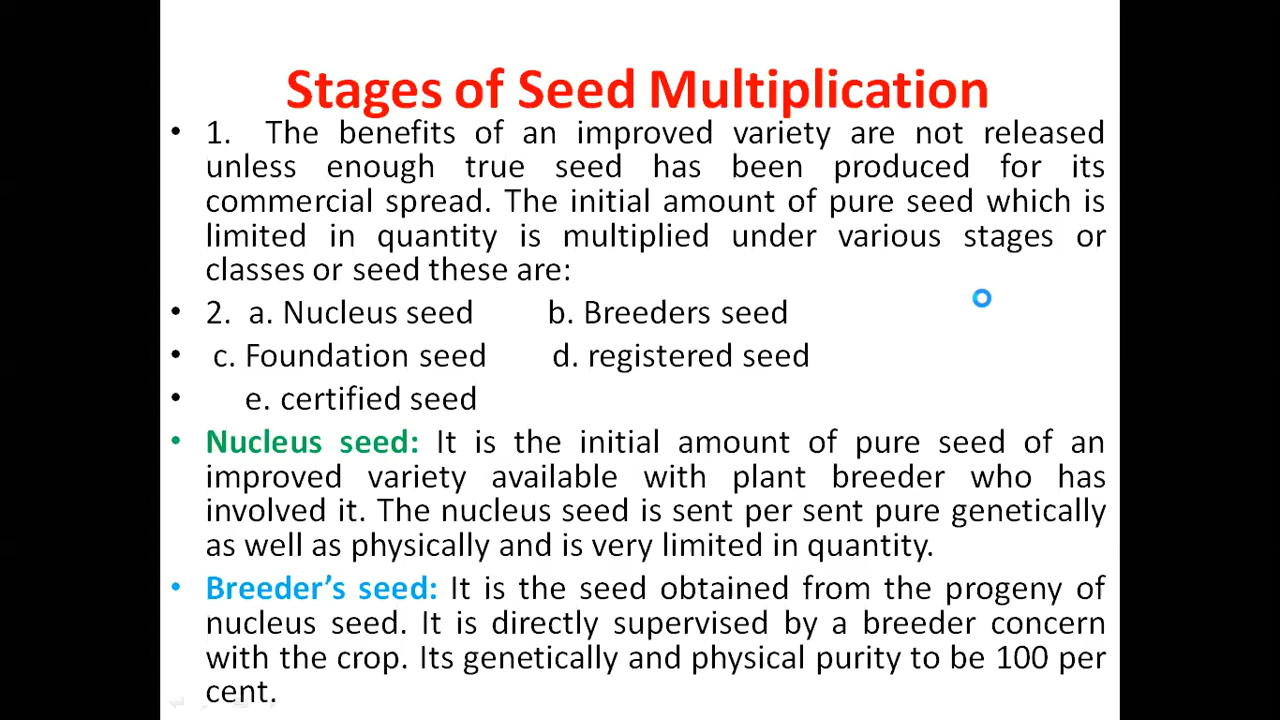 Stages of Seed Multiplication
• 1. The benefits of an improved variety are not released
unless enough true seed has been produced for its
commercial spread. The initial amount of pure seed which is
limited in quantity is multiplied under various stages or
classes or seed these are:
• 2. a. Nucleus seed b. Breeders seed
• c. Foundation seed d. registered seed
• e. certified seed
• Nucleus seed: It is the initial amount of pure seed of an
improved variety available with plant breeder who has
involved it. The nucleus seed is sent per sent pure genetically
as well as physically and is very limited in quantity.
• Breeder’s seed: It is the seed obtained from the progeny of
nucleus seed. It is directly supervised by a breeder concern
with the crop. Its genetically and physical purity to be 100 per
cent.